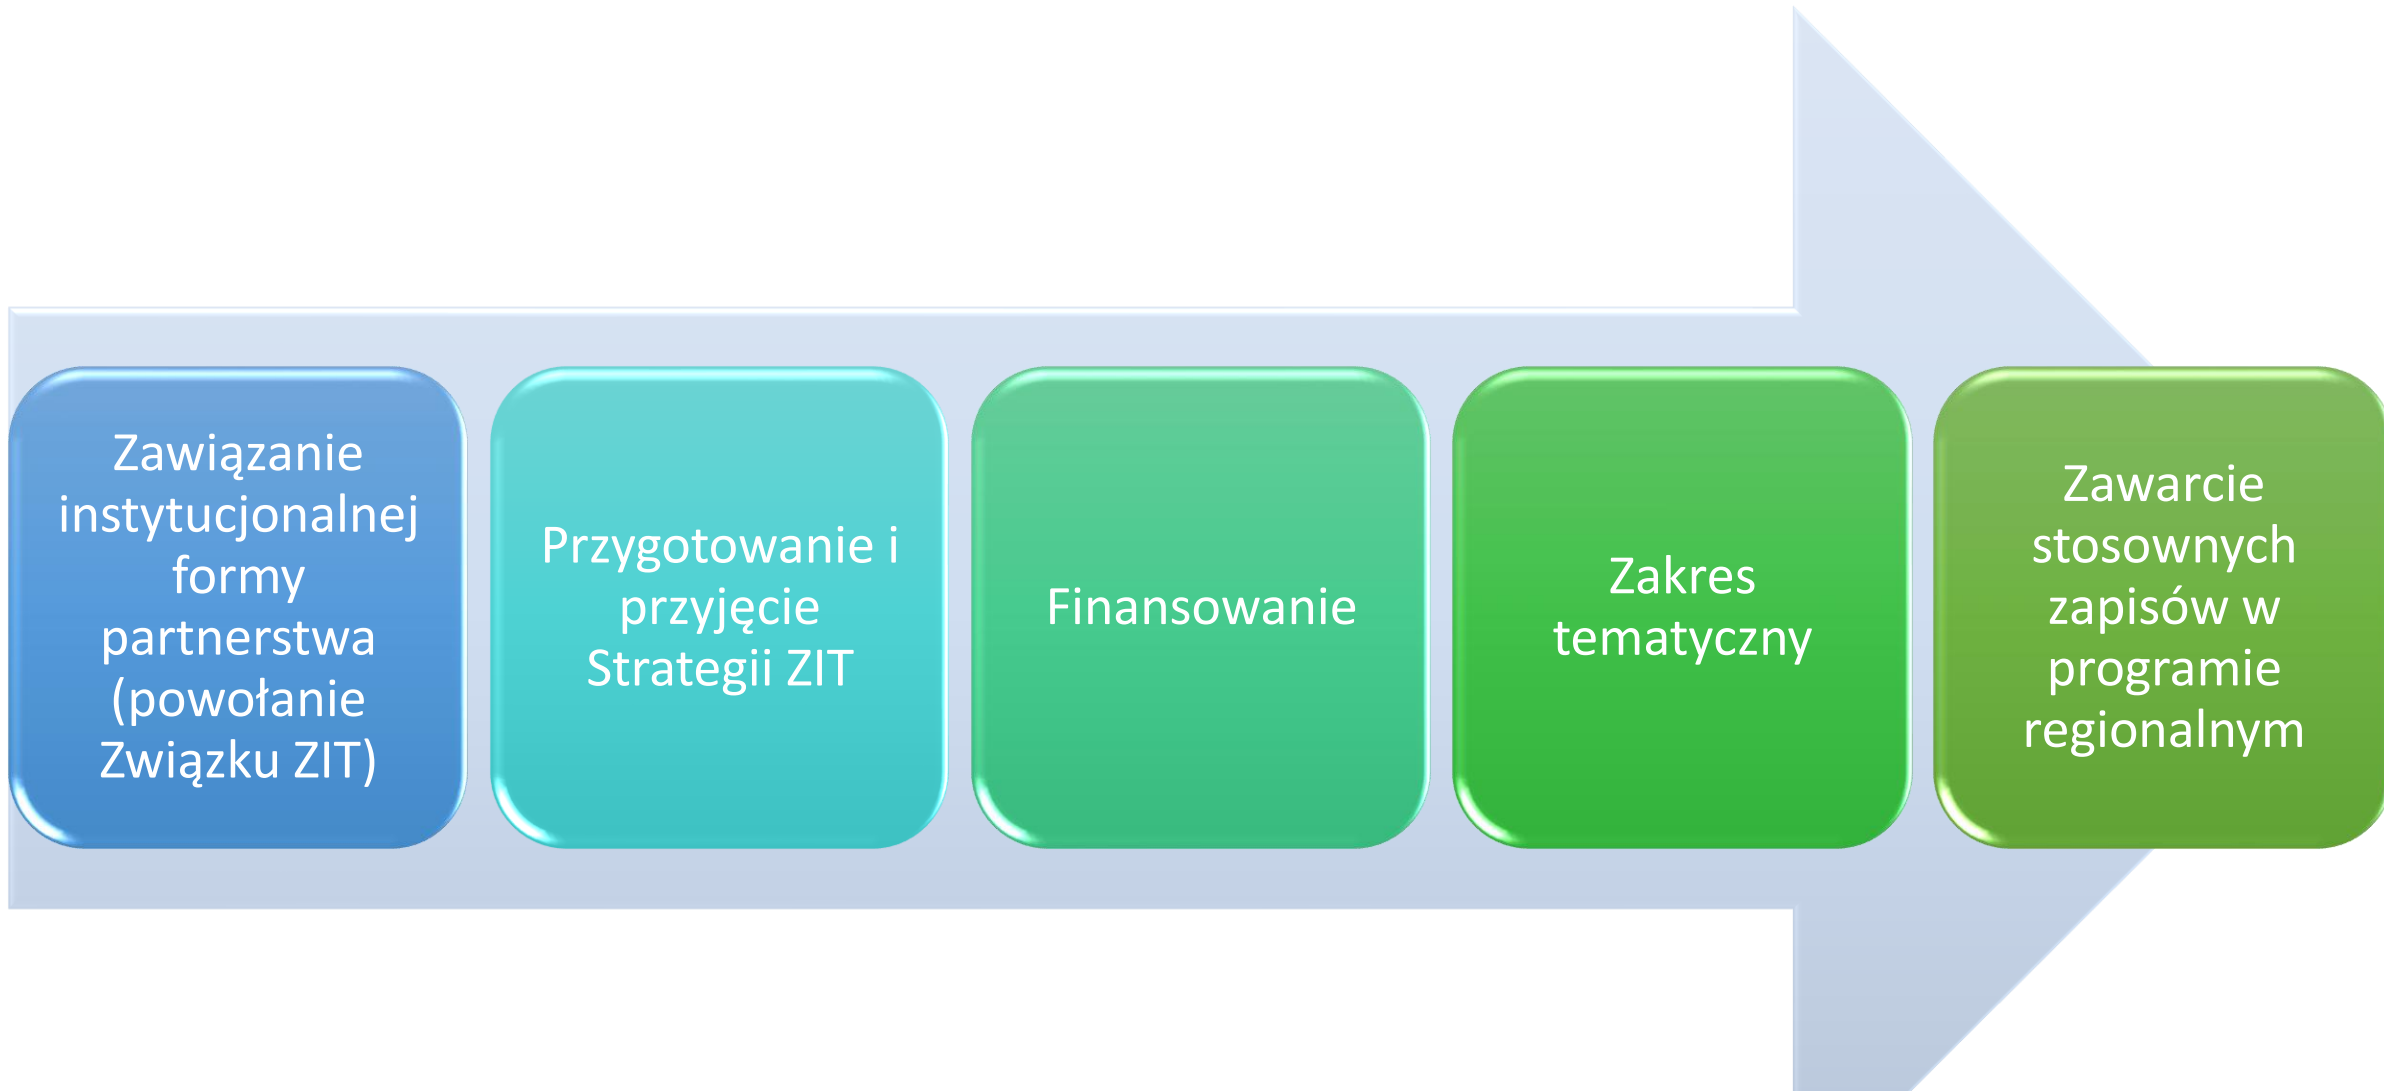 Zawiązanie
instytucjonalnej
formy
partnerstwa
(powołanie
Związku ZIT)
Przygotowanie i
przyjęcie
Strategii ZIT
Finansowanie
Zakres
tematyczny
Zawarcie
stosownych
zapisów w
programie
regionalnym